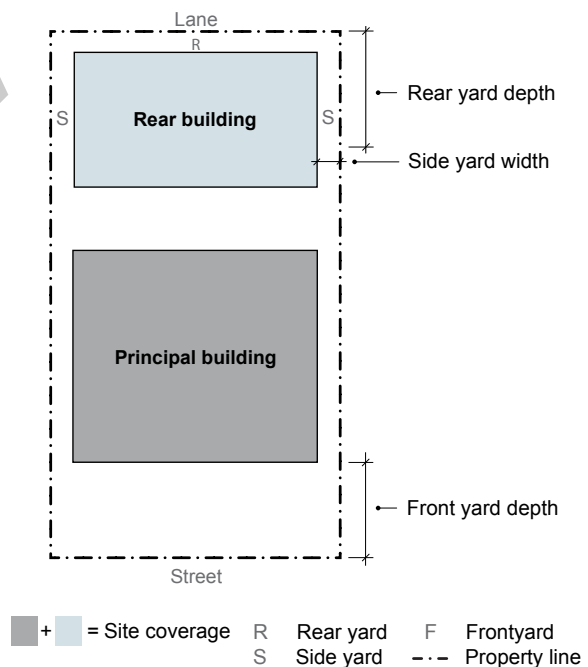 Lane
R
Rear yard depth
S
Rear building
S
Side yard width
Principal building
Front yard depth
Street
+ = Site coverage R Rear yard F Frontyard
S Side yard Property line